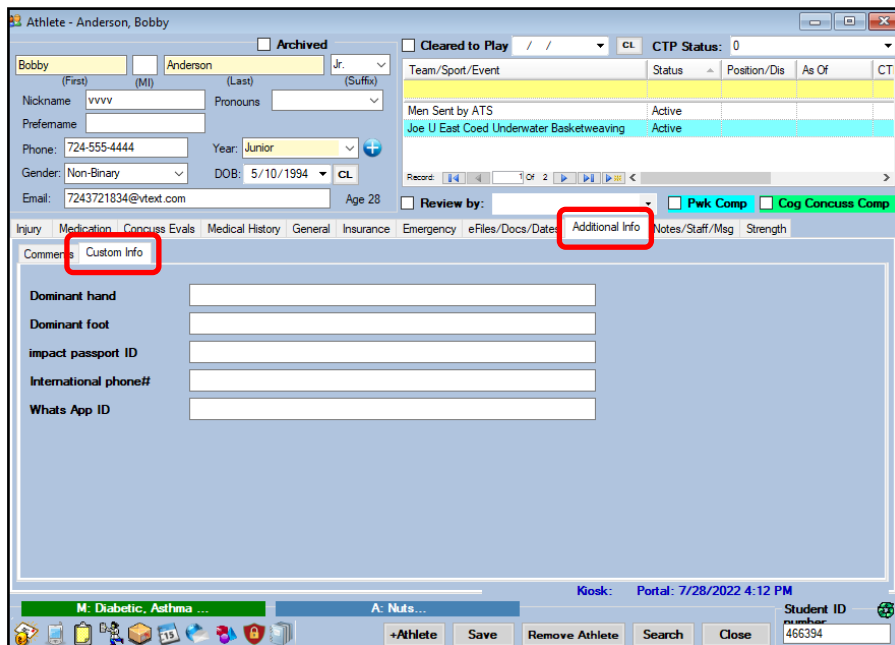 Athlete - Anderson, Bobby
Archived
Cleared to Play / / CL CTP Status: 0
Bobby Anderson Jr.
(First) (MI) (Last) (Suffix)
Team/Sport/Event Status Position/Dis As Of CT
Nickname vvvv Pronouns
Men Sent by ATS Active
Prefername
Joe U East Coed Underwater Basketweaving Active
Phone: 724-555-4444 Year: Junior
Gender: Non-Binary DOB: 5/10/1994 CL
Record: 1 Of 2
Email: 7243721834@vtext.com Age 28
Review by: Pwk Comp Cog Concuss Comp
Injury Medication Concuss Evals Medical History General Insurance Emergency eFiles/Docs/Dates Additional Info Notes/Staff/Msg Strength
Comments Custom Info
Dominant hand
Dominant foot
impact passport ID
International phone#
Whats App ID
Kiosk: Portal: 7/28/2022 4:12 PM
M: Diabetic, Asthma ... A: Nuts...
Student ID
number
+Athlete Save Remove Athlete Search Close 466394